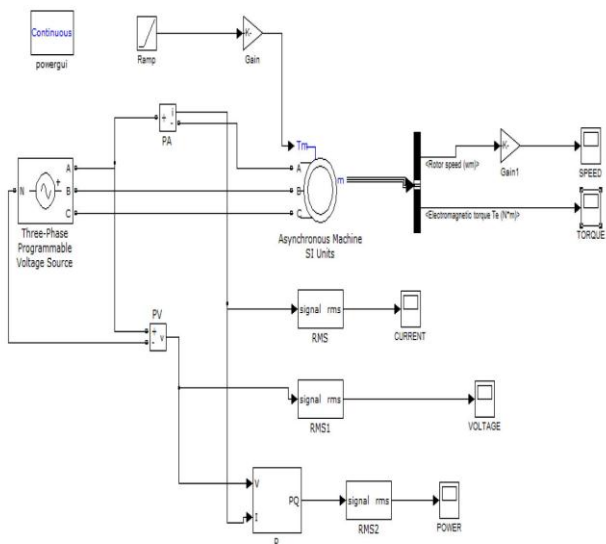 Continuous
powergui
Ramp
K-
Gain
+
i
-
PA
Tm
A
B
C
m
Asynchronous Machine
SI Units
<Rotor speed (wm)>
<Electromagnetic torque Te (N*m)>
K-
Gain1
SPEED
TORQUE
N
+
A
B
C
Three-Phase
Programmable
Voltage Source
PV
+
-
v
signal rms
RMS
CURRENT
signal rms
RMS1
VOLTAGE
V
I
PQ
signal rms
RMS2
POWER